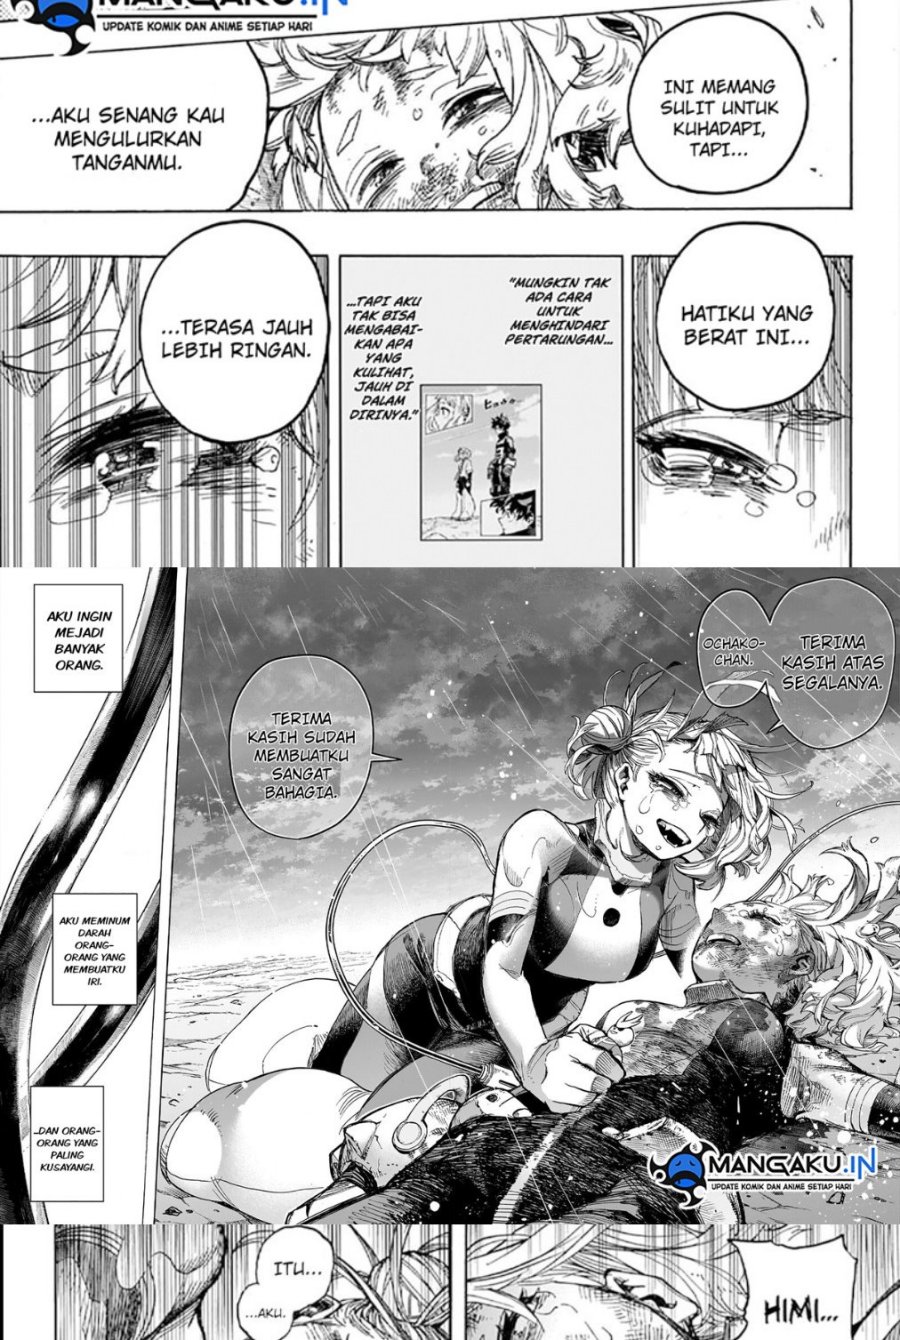 MANGAKU.IN
UPDATE KOMIK DAN ANIME SETIAP HARI
INI MEMANG
SULIT UNTUK
KUHADAPI,
TAPI...
...AKU SENANG KAU
MENGULURKAN
TANGANMU.
HATIKU YANG
BERAT INI...
"MUNGKIN TAK
ADA CARA
UNTUK
MENGHINDARI
PERTARUNGAN...
...TAPI AKU
TAK BISA
MENGABAI-
KAN APA
YANG
KULIHAT,
JAUH DI
DALAM
DIRINYA."
...TERASA JAUH
LEBIH RINGAN.
TERIMA
KASIH ATAS
SEGALANYA.
OCHAKO-
CHAN.
TERIMA
KASIH SUDAH
MEMBUATKU
SANGAT
BAHAGIA.
AKU INGIN
MEJADI
BANYAK
ORANG.
AKU MEMINUM
DARAH
ORANG-
ORANG YANG
MEMBUATKU
IRI.
..DAN ORANG-
ORANG YANG
PALING
KUSAYANGI.
MANGAKU.IN
UPDATE KOMIK DAN ANIME SETIAP HARI
HIMI...
ITU...
...AKU.